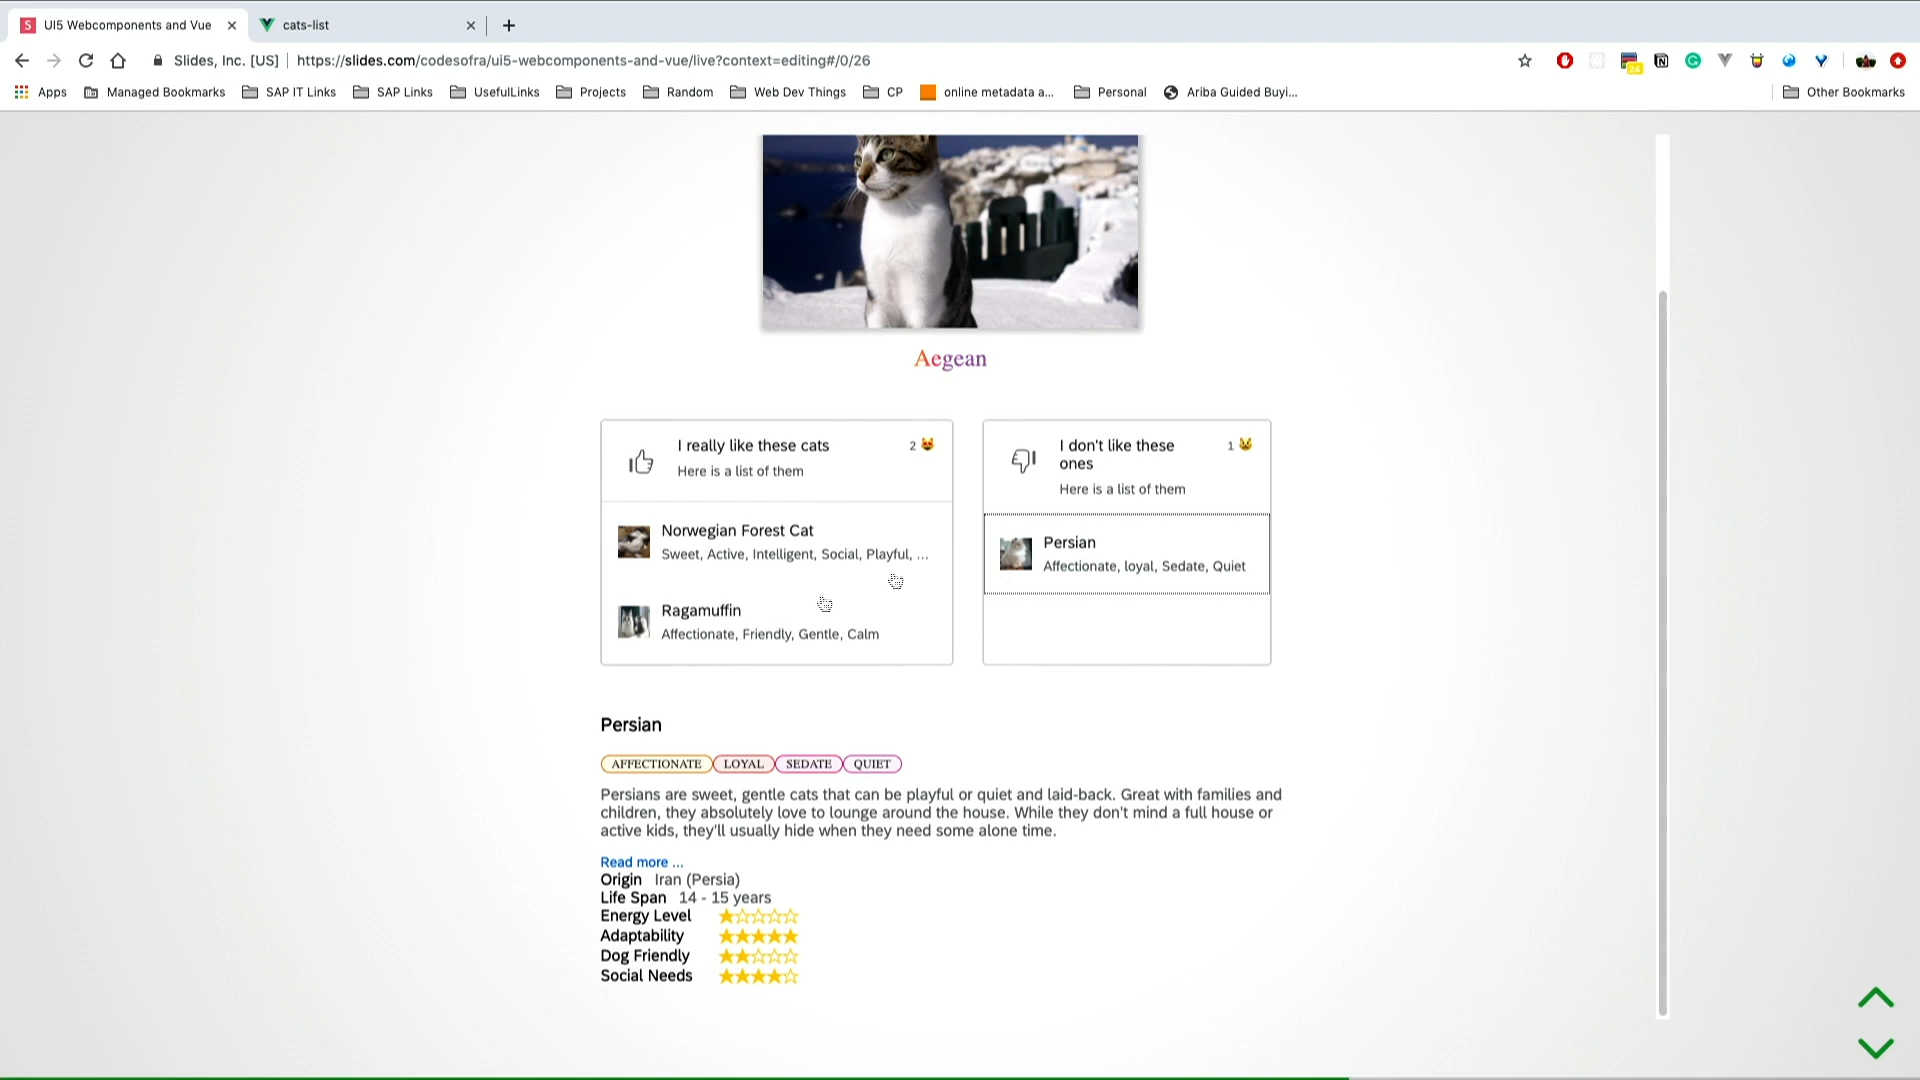 UI5 Webcomponents and Vue
cats-list
Slides, Inc. [US]
https://slides.com/codesofra/ui5-webcomponents-and-vue/live?context=editing#/0/26
Apps
Managed Bookmarks
SAP IT Links
SAP Links
UsefulLinks
Projects
Random
Web Dev Things
CP
online metadata a...
Personal
Ariba Guided Buyi...
Other Bookmarks
Aegean
I really like these cats
2
Here is a list of them
Norwegian Forest Cat
Sweet, Active, Intelligent, Social, Playful, ...
Ragamuffin
Affectionate, Friendly, Gentle, Calm
I don't like these
ones
1
Here is a list of them
Persian
Affectionate, loyal, Sedate, Quiet
Persian
AFFECTIONATE LOYAL SEDATE QUIET
Persians are sweet, gentle cats that can be playful or quiet and laid-back. Great with families and
children, they absolutely love to lounge around the house. While they don't mind a full house or
active kids, they'll usually hide when they need some alone time.
Read more ...
Origin Iran (Persia)
Life Span 14 - 15 years
Energy Level
Adaptability
Dog Friendly
Social Needs